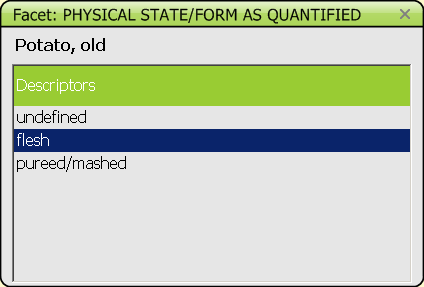 Facet: PHYSICAL STATE/FORM AS QUANTIFIED
Potato, old
Descriptors
undefined
flesh
pureed/mashed